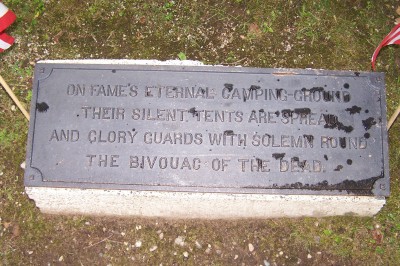 ON FAME'S ETERNAL CAMPING-GROUND
THEIR SILENT TENTS ARE SPREAD,
AND GLORY GUARDS WITH SOLEMN ROUND
THE BIVOUAC OF THE DEAD.